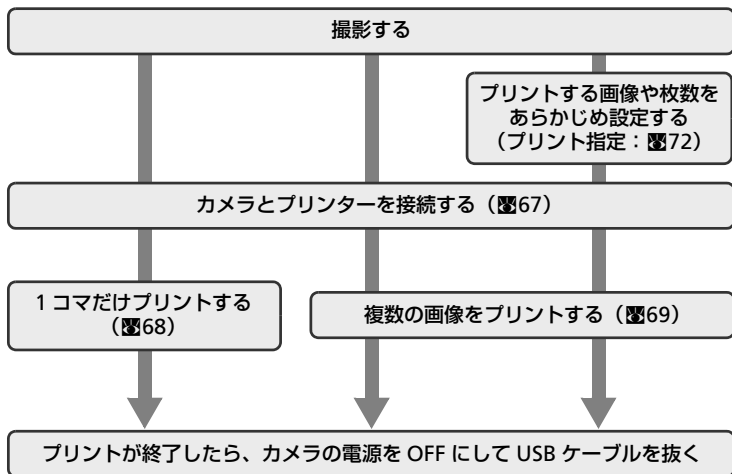 撮影する
プリントする画像や枚数を
あらかじめ設定する
（プリント指定：72）
カメラとプリンターを接続する（67）
1 コマだけプリントする
（68）
複数の画像をプリントする（69）
プリントが終了したら、カメラの電源を OFF にして USB ケーブルを抜く